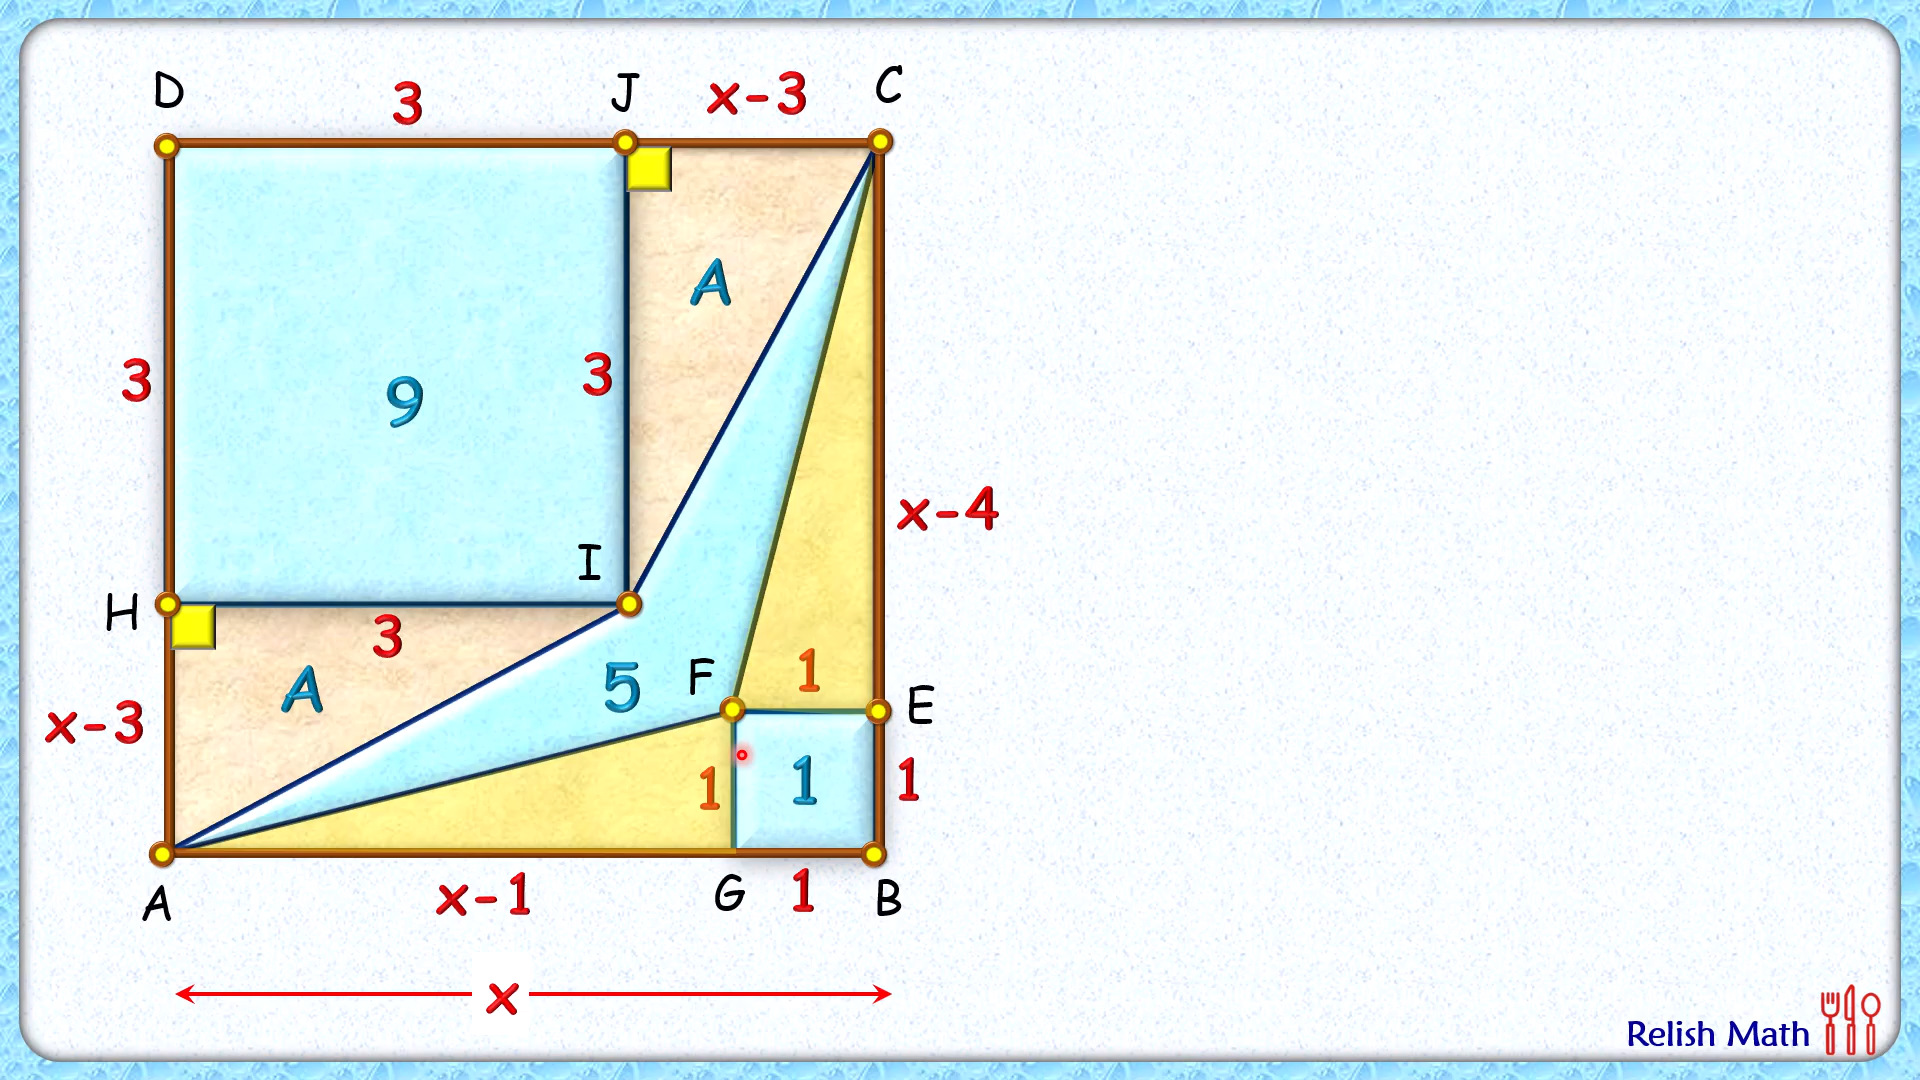 D 3 J x-3 C
3 9 3 A
x-4
H 3 I
x-3 A 5 F 1 E
1 1 1
A x-1 G 1 B
x
Relish Math